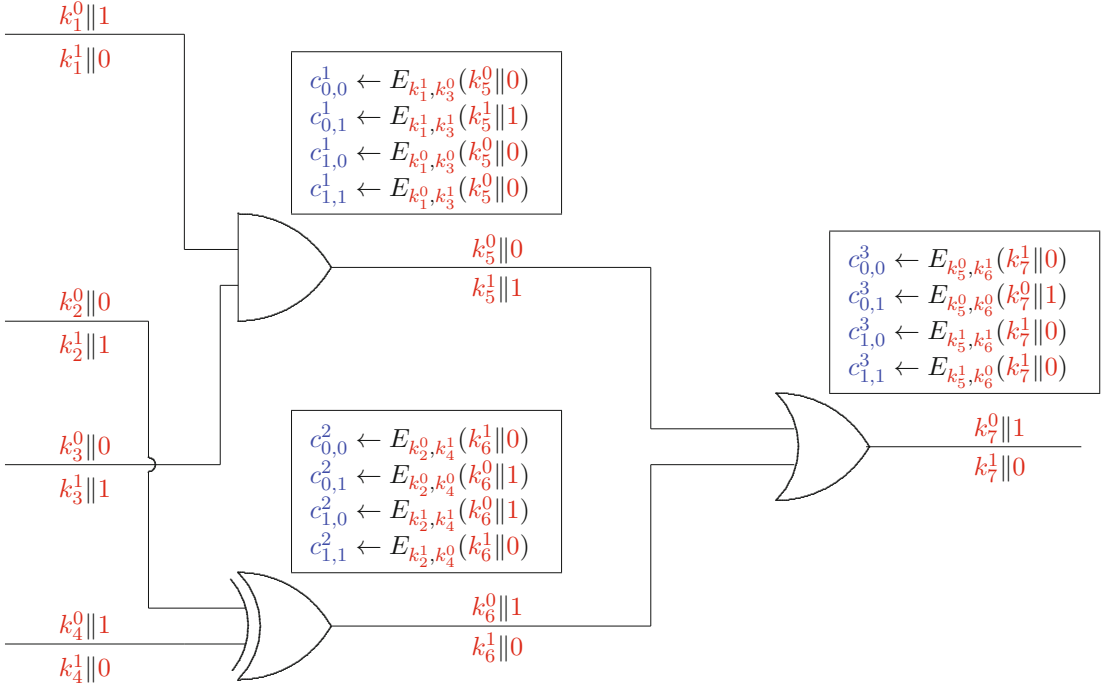 k_1^0‖1
k_1^1‖0
c_{0,0}^1 ← E_{k_1^1,k_3^0}(k_5^0‖0)
c_{0,1}^1 ← E_{k_1^1,k_3^1}(k_5^1‖1)
c_{1,0}^1 ← E_{k_1^0,k_3^0}(k_5^0‖0)
c_{1,1}^1 ← E_{k_1^0,k_3^1}(k_5^0‖0)
k_5^0‖0
k_5^1‖1
c_{0,0}^3 ← E_{k_5^0,k_6^1}(k_7^1‖0)
c_{0,1}^3 ← E_{k_5^0,k_6^0}(k_7^0‖1)
c_{1,0}^3 ← E_{k_5^1,k_6^1}(k_7^1‖0)
c_{1,1}^3 ← E_{k_5^1,k_6^0}(k_7^1‖0)
k_2^0‖0
k_2^1‖1
k_3^0‖0
k_3^1‖1
c_{0,0}^2 ← E_{k_2^0,k_4^1}(k_6^1‖0)
c_{0,1}^2 ← E_{k_2^0,k_4^0}(k_6^0‖1)
c_{1,0}^2 ← E_{k_2^1,k_4^1}(k_6^0‖1)
c_{1,1}^2 ← E_{k_2^1,k_4^0}(k_6^1‖0)
k_7^0‖1
k_7^1‖0
k_4^0‖1
k_4^1‖0
k_6^0‖1
k_6^1‖0